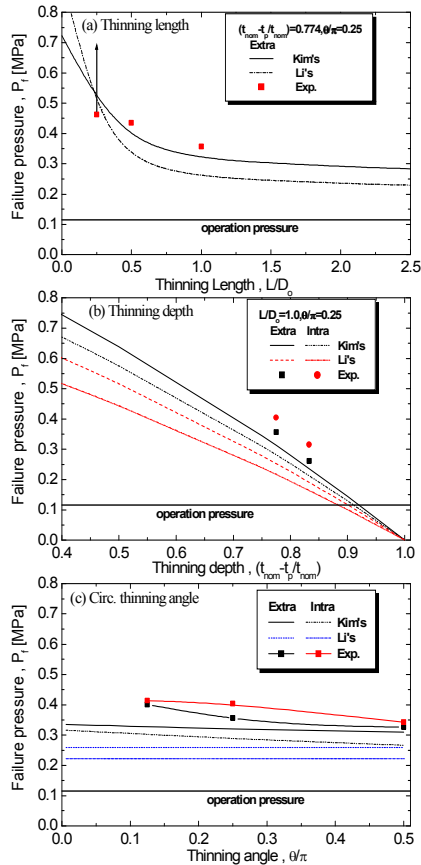 (a) Thinning length
(t_nom-t_p/t_nom)=0.774,θ/π=0.25
Extra
Kim's
Li's
Exp.
Failure pressure , P_f [MPa]
0.8
0.7
0.6
0.5
0.4
0.3
0.2
0.1
0.0
operation pressure
0.0 0.5 1.0 1.5 2.0 2.5
Thinning Length , L/D_o
(b) Thinning depth
L/D_o=1.0,θ/π=0.25
Extra Intra
Kim's
Li's
Exp.
Failure pressure , P_f [MPa]
0.8
0.7
0.6
0.5
0.4
0.3
0.2
0.1
0.0
operation pressure
0.4 0.5 0.6 0.7 0.8 0.9 1.0
Thinning depth , (t_nom-t_p/t_nom)
(c) Circ. thinning angle
Extra Intra
Kim's
Li's
Exp.
Failure pressure , P_f [MPa]
0.8
0.7
0.6
0.5
0.4
0.3
0.2
0.1
0.0
operation pressure
0.0 0.1 0.2 0.3 0.4 0.5
Thinning angle , θ/π